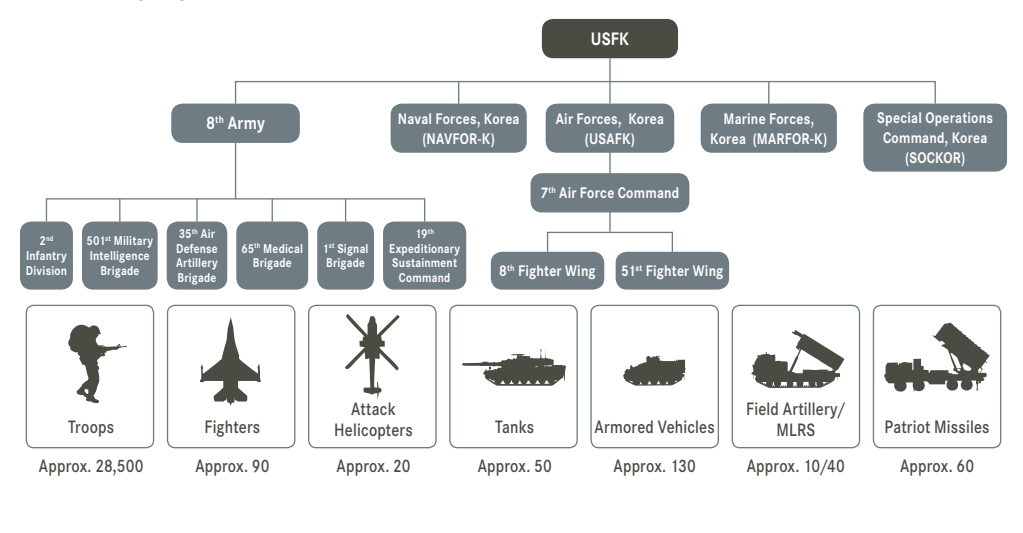 USFK
8th Army
Naval Forces, Korea
(NAVFOR-K)
Air Forces, Korea
(USAFK)
Marine Forces,
Korea (MARFOR-K)
Special Operations
Command, Korea
(SOCKOR)
7th Air Force Command
2nd
Infantry
Division
501st Military
Intelligence
Brigade
35th Air
Defense
Artillery
Brigade
65th Medical
Brigade
1st Signal
Brigade
19th
Expeditionary
Sustainment
Command
8th Fighter Wing
51st Fighter Wing
Troops
Fighters
Attack
Helicopters
Tanks
Armored Vehicles
Field Artillery/
MLRS
Patriot Missiles
Approx. 28,500
Approx. 90
Approx. 20
Approx. 50
Approx. 130
Approx. 10/40
Approx. 60